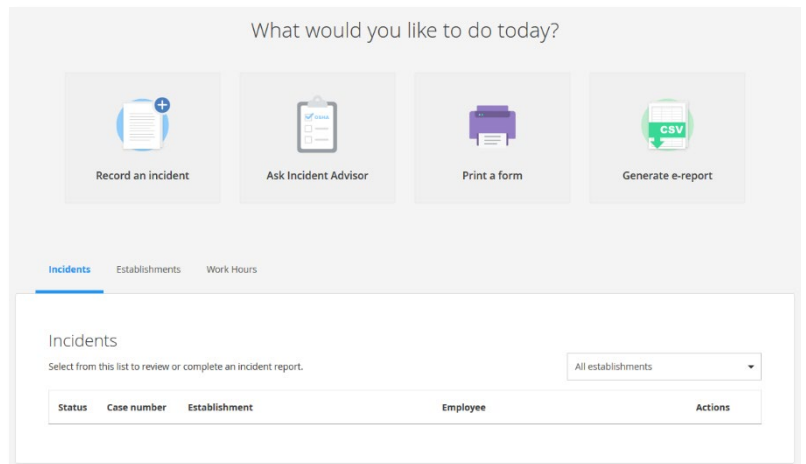 What would you like to do today?
OSHA
CSV
Record an incident
Ask Incident Advisor
Print a form
Generate e-report
Incidents
Establishments
Work Hours
Incidents
Select from this list to review or complete an incident report.
All establishments
Status
Case number
Establishment
Employee
Actions